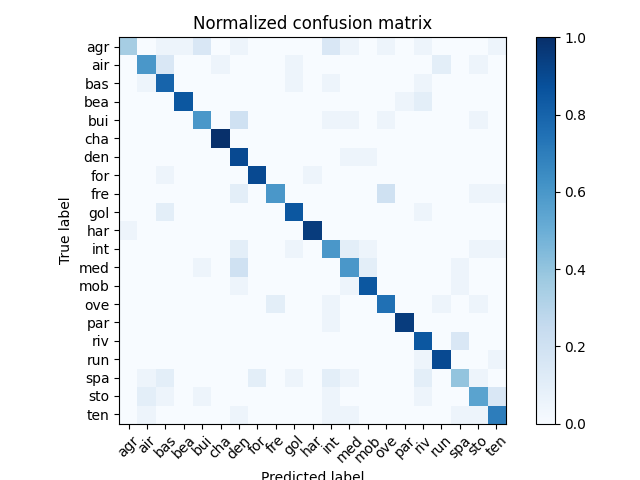 Normalized confusion matrix
True label
agr
air
bas
bea
bui
cha
den
for
fre
gol
har
int
med
mob
ove
par
riv
run
spa
sto
ten
agr air bas bea bui cha den for fre gol har int med mob ove par riv run spa sto ten
Predicted label
1.0
0.8
0.6
0.4
0.2
0.0